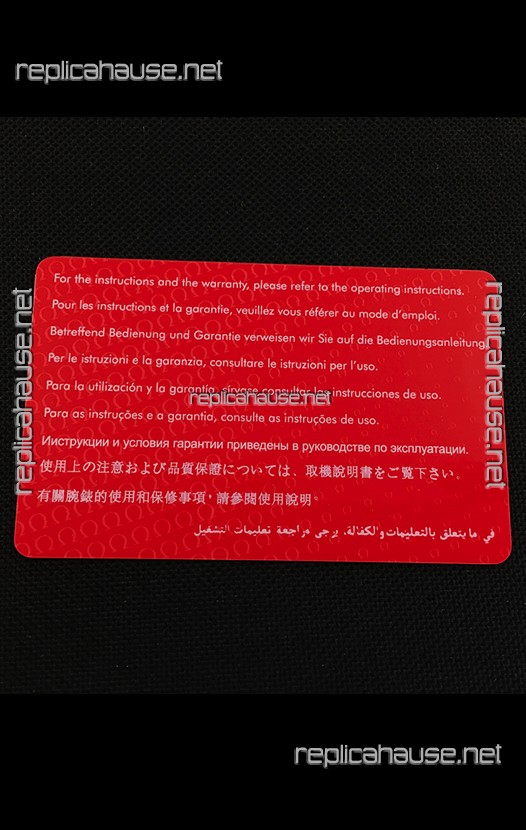 replicahause.net
For the instructions and the warranty, please refer to the operating instructions.
Pour les instructions et la garantie, veuillez vous référer au mode d'emploi.
Betreffend Bedienung und Garantie verweisen wir Sie auf die Bedienungsanleitung.
Per le istruzioni e la garanzia, consultare le istruzioni per l'uso.
Para la utilización y la garantía, sírvase consultar las instrucciones de uso.
replicahause.net
Para as instruções e a garantia, consulte as instruções de uso.
Инструкции и условия гарантии приведены в руководстве по эксплуатации.
使用上の注意および品質保證については、取機說明書をご覽下さい。
有關腕錶的使用和保修事項，請參閱使用說明。
في ما يتعلق بالتعليمات والكفالة، يرجى مراجعة تعليمات التشغيل
replicahause.net
replicahause.net
replicahause.net